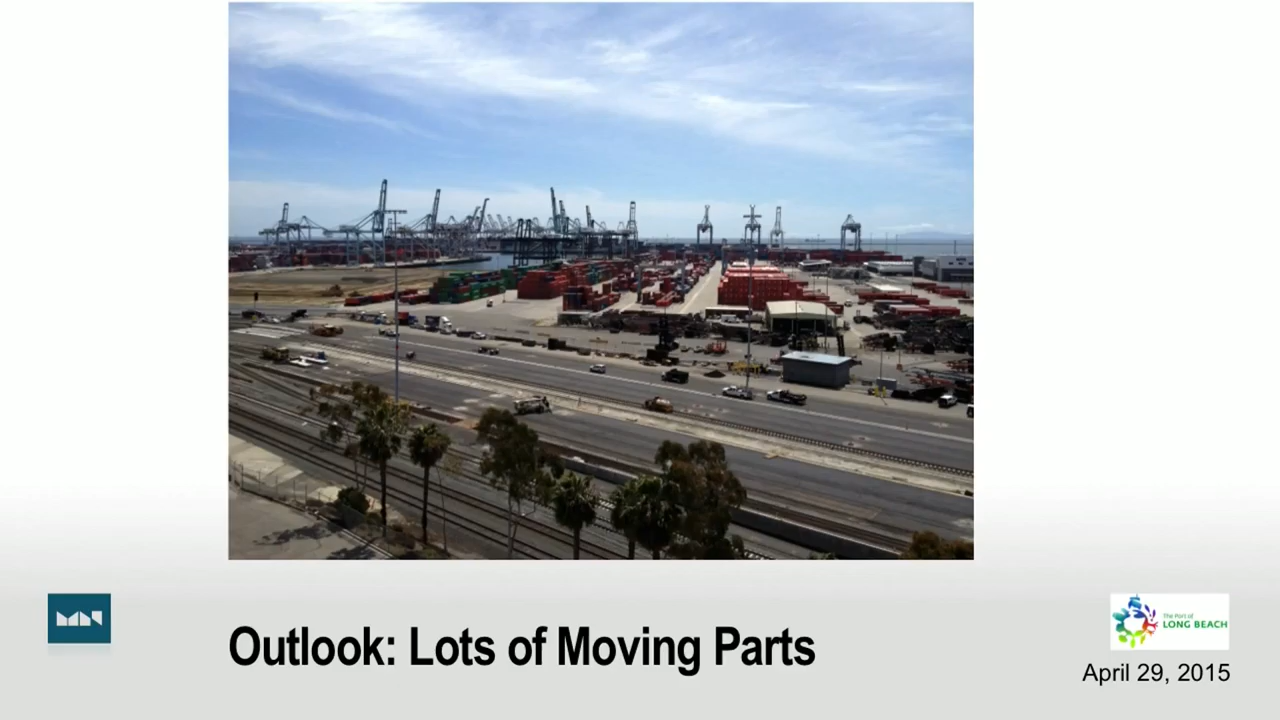 Outlook: Lots of Moving Parts
The Port of
LONG BEACH
April 29, 2015